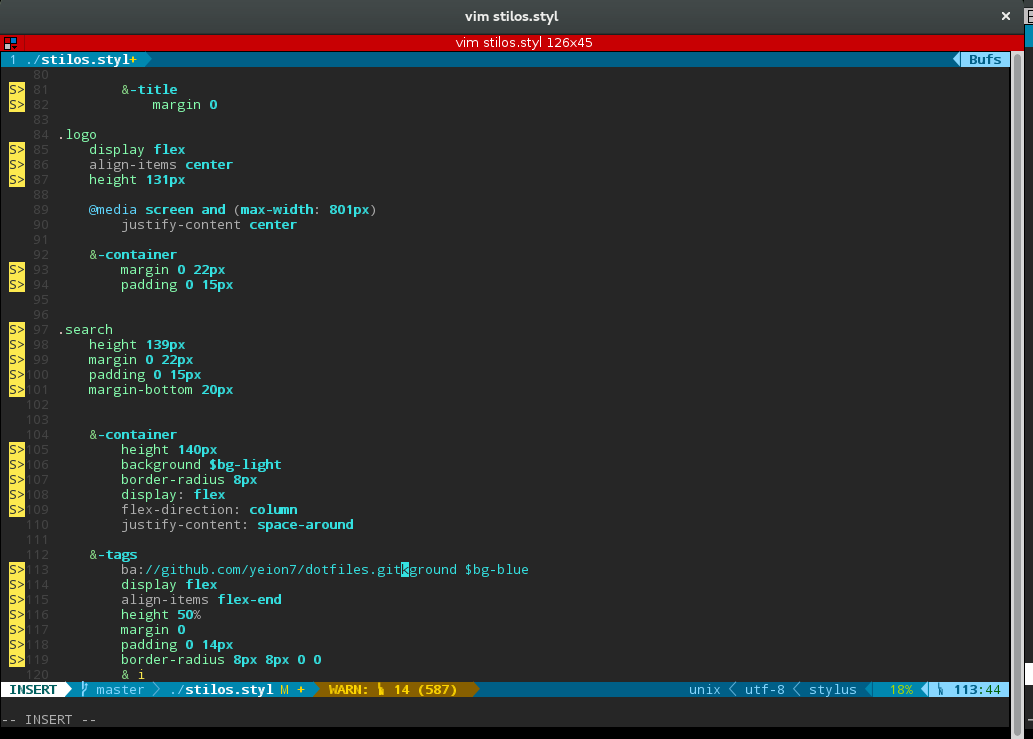 vim stilos.styl
vim stilos.styl 126x45
1 ./stilos.styl+ Bufs
80
S> 81 &-title
S> 82 margin 0
83
84 .logo
S> 85 display flex
S> 86 align-items center
S> 87 height 131px
88
89 @media screen and (max-width: 801px)
90 justify-content center
91
92 &-container
S> 93 margin 0 22px
S> 94 padding 0 15px
95
96
S> 97 .search
S> 98 height 139px
S> 99 margin 0 22px
S>100 padding 0 15px
S>101 margin-bottom 20px
102
103
104 &-container
S>105 height 140px
S>106 background $bg-light
S>107 border-radius 8px
S>108 display: flex
S>109 flex-direction: column
110 justify-content: space-around
111
112 &-tags
S>113 ba://github.com/yeion7/dotfiles.gitkground $bg-blue
S>114 display flex
S>115 align-items flex-end
S>116 height 50%
S>117 margin 0
S>118 padding 0 14px
S>119 border-radius 8px 8px 0 0
120 & i
INSERT master ./stilos.styl M + WARN: 14 (587) unix utf-8 stylus 18% 113:44
-- INSERT --